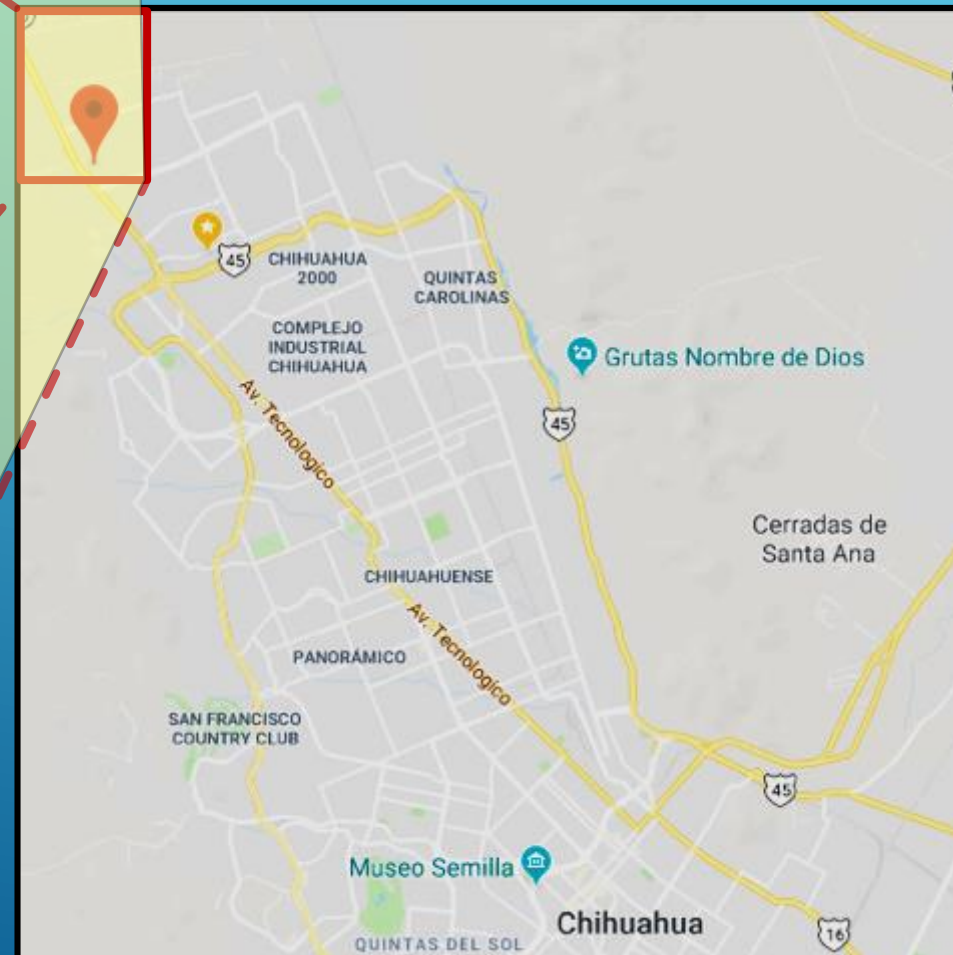 45
CHIHUAHUA
2000
QUINTAS
CAROLINAS
COMPLEJO
INDUSTRIAL
CHIHUAHUA
Grutas Nombre de Dios
Av. Tecnologico
45
Cerradas de
Santa Ana
CHIHUAHUENSE
Av. Tecnologico
PANORÁMICO
SAN FRANCISCO
COUNTRY CLUB
45
Museo Semilla
Chihuahua
16
QUINTAS DEL SOL